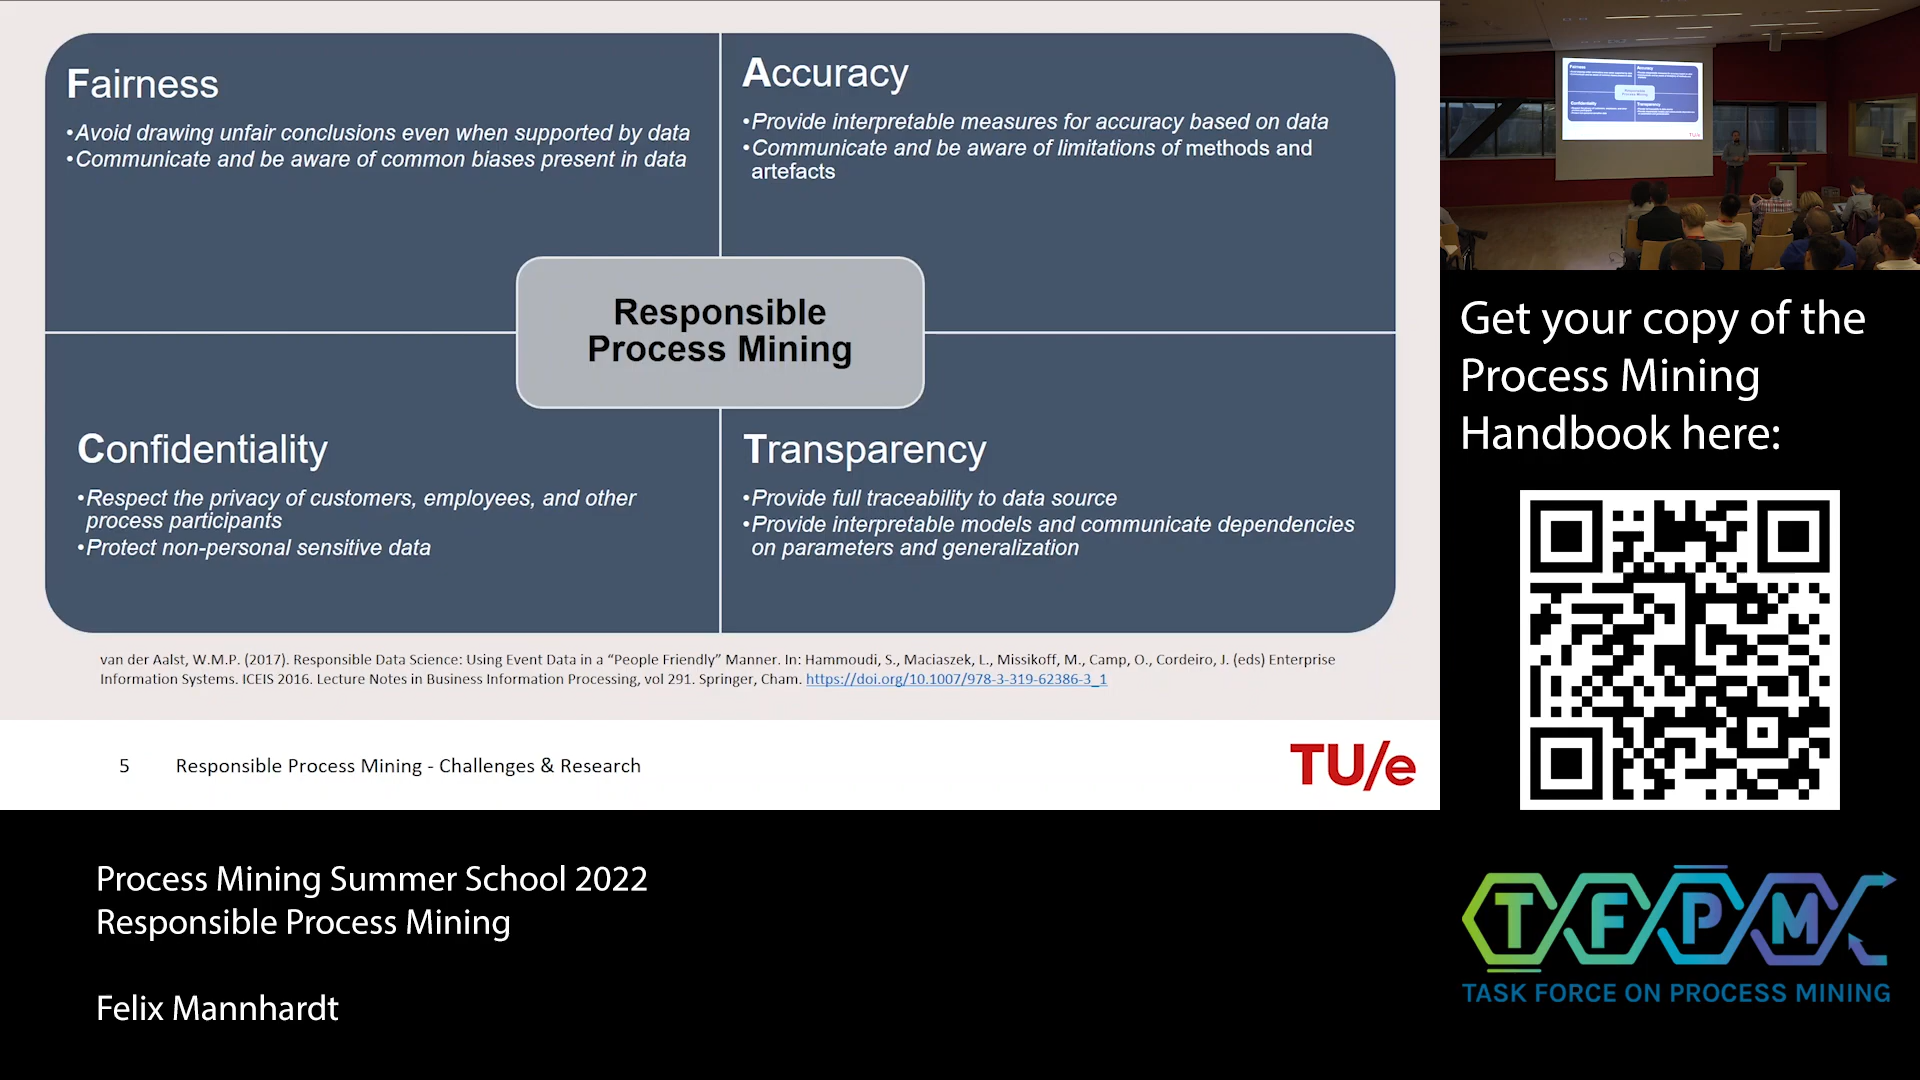 Fairness
•Avoid drawing unfair conclusions even when supported by data
•Communicate and be aware of common biases present in data
Accuracy
•Provide interpretable measures for accuracy based on data
•Communicate and be aware of limitations of methods and
artefacts
Responsible
Process Mining
Confidentiality
•Respect the privacy of customers, employees, and other
process participants
•Protect non-personal sensitive data
Transparency
•Provide full traceability to data source
•Provide interpretable models and communicate dependencies
on parameters and generalization
van der Aalst, W.M.P. (2017). Responsible Data Science: Using Event Data in a “People Friendly” Manner. In: Hammoudi, S., Maciaszek, L., Missikoff, M., Camp, O., Cordeiro, J. (eds) Enterprise
Information Systems. ICEIS 2016. Lecture Notes in Business Information Processing, vol 291. Springer, Cham. https://doi.org/10.1007/978-3-319-62386-3_1
5 Responsible Process Mining - Challenges & Research
TU/e
Fairness
Accuracy
Responsible
Process Mining
Confidentiality
Transparency
TU/e
Get your copy of the
Process Mining
Handbook here:
Process Mining Summer School 2022
Responsible Process Mining
Felix Mannhardt
TFPM
TASK FORCE ON PROCESS MINING